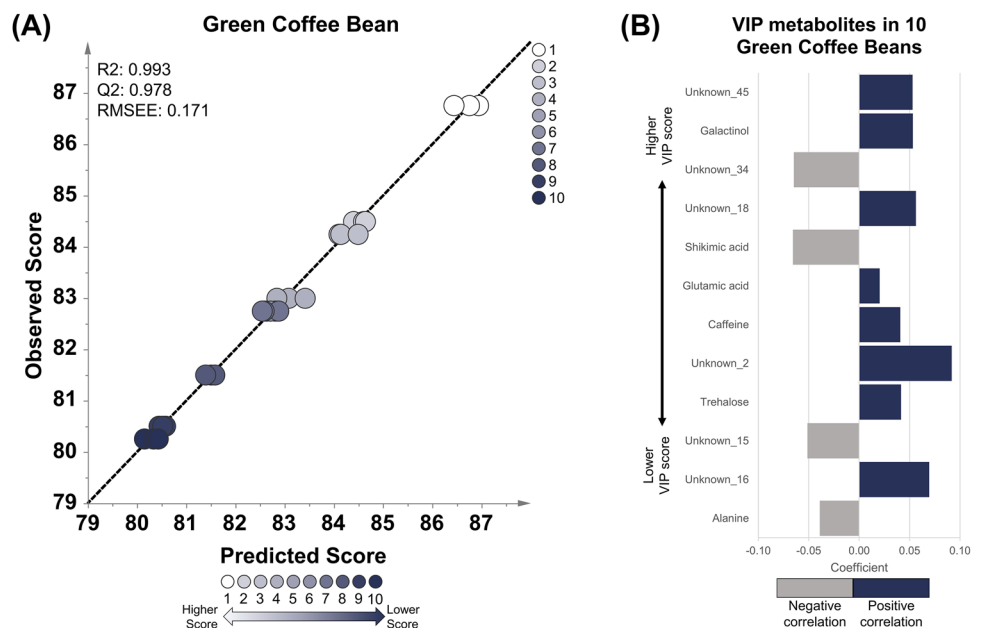 (A)
Green Coffee Bean
R2: 0.993
Q2: 0.978
RMSEE: 0.171
1
2
3
4
5
6
7
8
9
10
Observed Score
87
86
85
84
83
82
81
80
79
79 80 81 82 83 84 85 86 87
Predicted Score
1 2 3 4 5 6 7 8 9 10
Higher
Score
Lower
Score
(B)
VIP metabolites in 10
Green Coffee Beans
Higher
VIP score
Lower
VIP score
Unknown_45
Galactinol
Unknown_34
Unknown_18
Shikimic acid
Glutamic acid
Caffeine
Unknown_2
Trehalose
Unknown_15
Unknown_16
Alanine
-0.10 -0.05 0.00 0.05 0.10
Coefficient
Negative
correlation
Positive
correlation